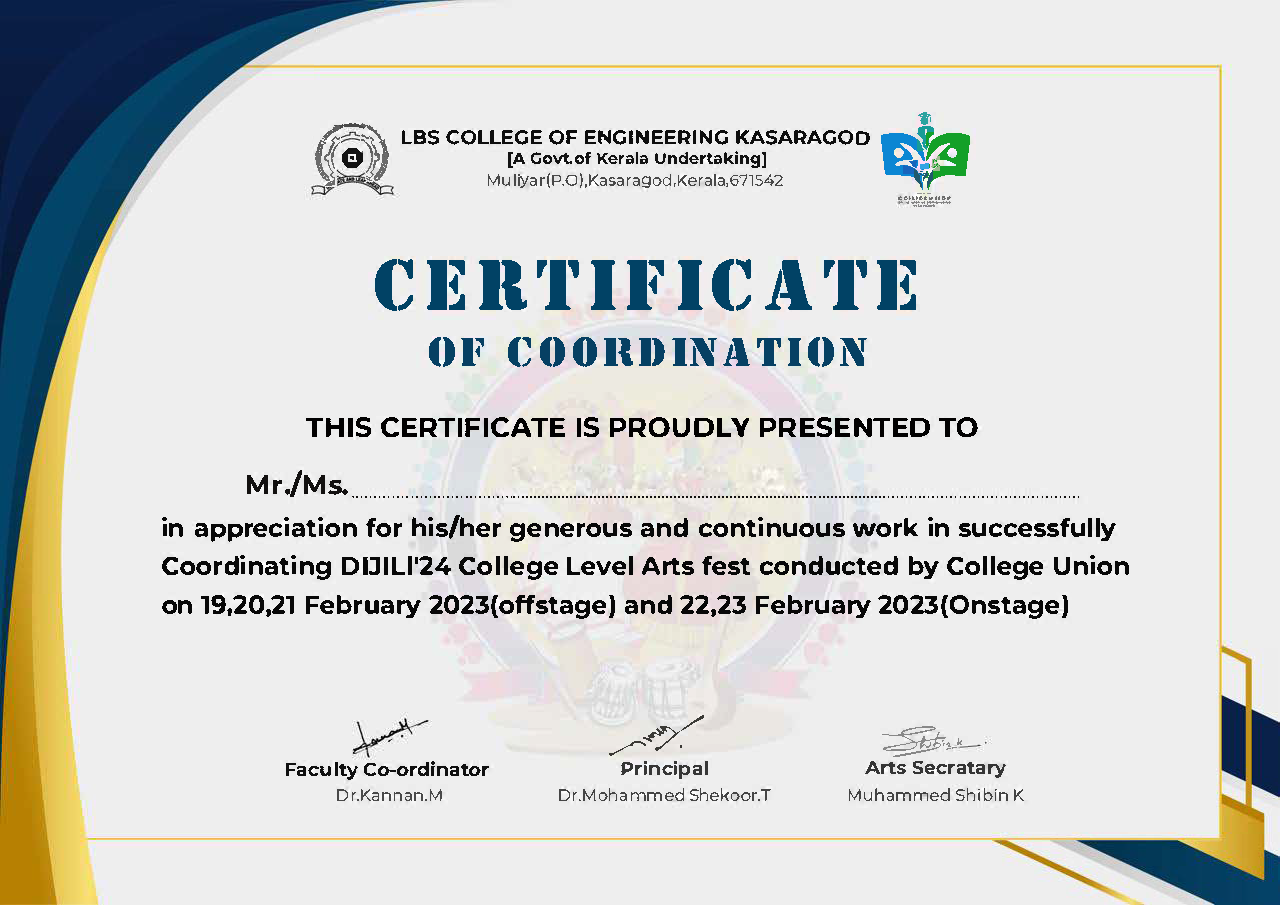 LBS COLLEGE OF ENGINEERING KASARAGOD
[A Govt.of Kerala Undertaking]
Muliyar(P.O),Kasaragod,Kerala,671542
CERTIFICATE
OF COORDINATION
THIS CERTIFICATE IS PROUDLY PRESENTED TO
Mr./Ms.
in appreciation for his/her generous and continuous work in successfully
Coordinating DIJILI'24 College Level Arts fest conducted by College Union
on 19,20,21 February 2023(offstage) and 22,23 February 2023(Onstage)
Shibin k
Faculty Co-ordinator Principal Arts Secratary
Dr.Kannan.M Dr.Mohammed Shekoor.T Muhammed Shibin K